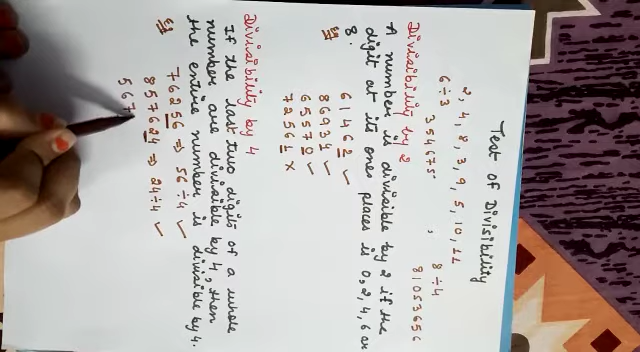 Test of Divisibility
2, 4, 8, 3, 9, 5, 10, 11
6÷3 354675 , 8÷4 81053656
Divisibility by 2
A number is divisible by 2 if the
digit at its ones places is 0, 2, 4, 6 or
8.
61462 ✓
86934 ✓
65570 ✓
72561 ×
Divisibility by 4
If the last two digits of a whole
number are divisible by 4, then
the entire number is divisible by 4.
76256 ⇒ 56÷4 ✓
857624 ⇒ 24÷4 ✓
567